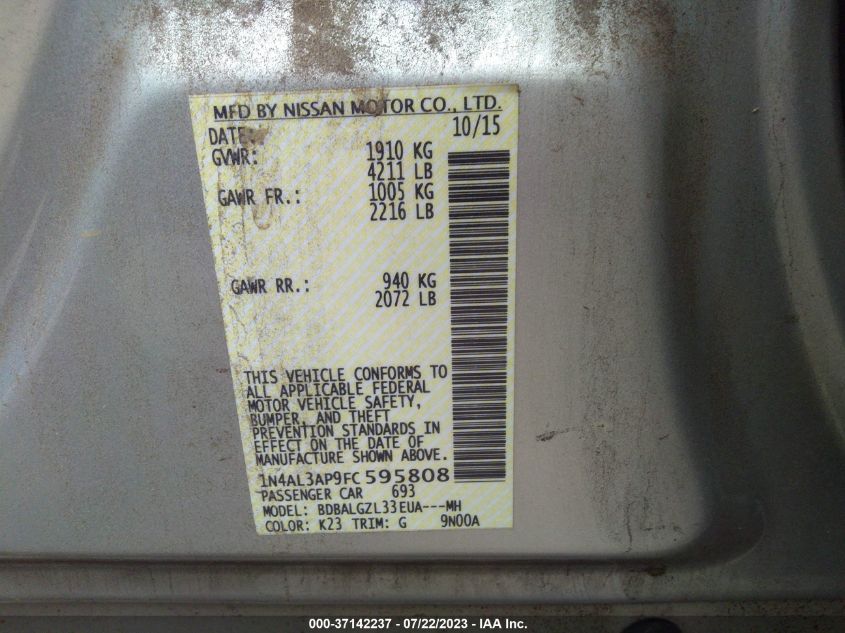 MFD BY NISSAN MOTOR CO., LTD.
DATE: 10/15
GVWR: 1910 KG
4211 LB
GAWR FR.: 1005 KG
2216 LB
GAWR RR.: 940 KG
2072 LB
THIS VEHICLE CONFORMS TO
ALL APPLICABLE FEDERAL
MOTOR VEHICLE SAFETY,
BUMPER, AND THEFT
PREVENTION STANDARDS IN
EFFECT ON THE DATE OF
MANUFACTURE SHOWN ABOVE.
1N4AL3AP9FC595808
PASSENGER CAR 693
MODEL: BDBALGZL33EUA---MH
COLOR: K23 TRIM: G 9N00A
000-37142237 - 07/22/2023 - IAA Inc.